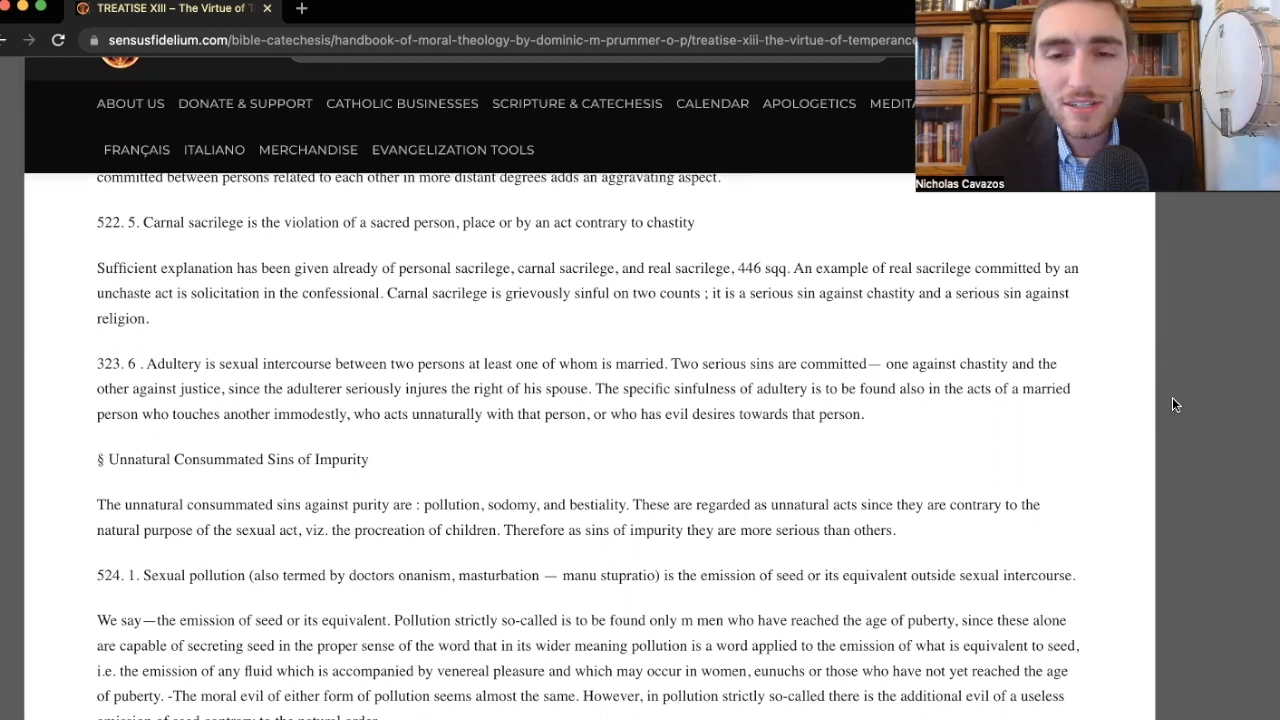 TREATISE XIII – The Virtue of T
sensusfidelium.com/bible-catechesis/handbook-of-moral-theology-by-dominic-m-prummer-o-p/treatise-xiii-the-virtue-of-temperance
ABOUT US DONATE & SUPPORT CATHOLIC BUSINESSES SCRIPTURE & CATECHESIS CALENDAR APOLOGETICS MEDITA
FRANÇAIS ITALIANO MERCHANDISE EVANGELIZATION TOOLS
Nicholas Cavazos
committed between persons related to each other in more distant degrees adds an aggravating aspect.
522. 5. Carnal sacrilege is the violation of a sacred person, place or by an act contrary to chastity
Sufficient explanation has been given already of personal sacrilege, carnal sacrilege, and real sacrilege, 446 sqq. An example of real sacrilege committed by an
unchaste act is solicitation in the confessional. Carnal sacrilege is grievously sinful on two counts ; it is a serious sin against chastity and a serious sin against
religion.
323. 6 . Adultery is sexual intercourse between two persons at least one of whom is married. Two serious sins are committed— one against chastity and the
other against justice, since the adulterer seriously injures the right of his spouse. The specific sinfulness of adultery is to be found also in the acts of a married
person who touches another immodestly, who acts unnaturally with that person, or who has evil desires towards that person.
§ Unnatural Consummated Sins of Impurity
The unnatural consummated sins against purity are : pollution, sodomy, and bestiality. These are regarded as unnatural acts since they are contrary to the
natural purpose of the sexual act, viz. the procreation of children. Therefore as sins of impurity they are more serious than others.
524. 1. Sexual pollution (also termed by doctors onanism, masturbation — manu stupratio) is the emission of seed or its equivalent outside sexual intercourse.
We say—the emission of seed or its equivalent. Pollution strictly so-called is to be found only m men who have reached the age of puberty, since these alone
are capable of secreting seed in the proper sense of the word that in its wider meaning pollution is a word applied to the emission of what is equivalent to seed,
i.e. the emission of any fluid which is accompanied by venereal pleasure and which may occur in women, eunuchs or those who have not yet reached the age
of puberty. -The moral evil of either form of pollution seems almost the same. However, in pollution strictly so-called there is the additional evil of a useless
emission of seed contrary to the natural order.